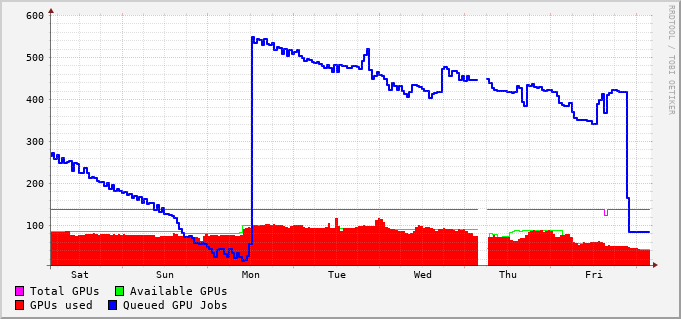 600
500
400
300
200
100
Sat Sun Mon Tue Wed Thu Fri
Total GPUs Available GPUs
GPUs used Queued GPU Jobs
RRDTOOL / TOBI OETIKER